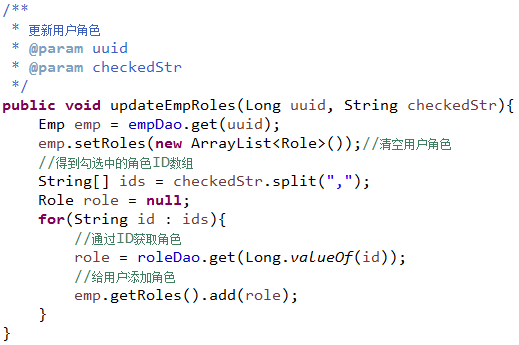 /**
 * 更新用户角色
 * @param uuid
 * @param checkedStr
 */
public void updateEmpRoles(Long uuid, String checkedStr){
    Emp emp = empDao.get(uuid);
    emp.setRoles(new ArrayList<Role>());//清空用户角色
    //得到勾选中的角色ID数组
    String[] ids = checkedStr.split(",");
    Role role = null;
    for(String id : ids){
        //通过ID获取角色
        role = roleDao.get(Long.valueOf(id));
        //给用户添加角色
        emp.getRoles().add(role);
    }
}